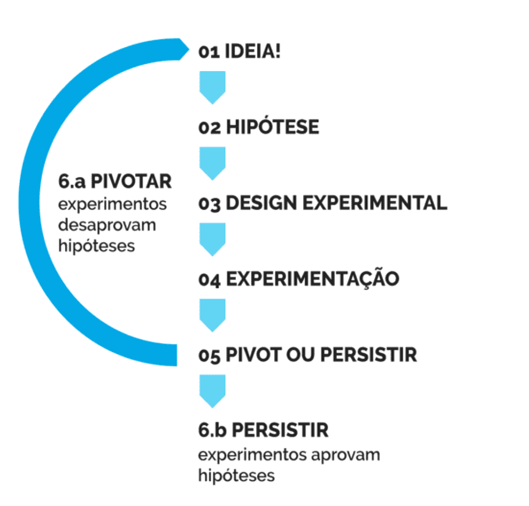 01 IDEIA!
02 HIPÓTESE
03 DESIGN EXPERIMENTAL
04 EXPERIMENTAÇÃO
05 PIVOT OU PERSISTIR
6.a PIVOTAR
experimentos
desaprovam
hipóteses
6.b PERSISTIR
experimentos aprovam
hipóteses